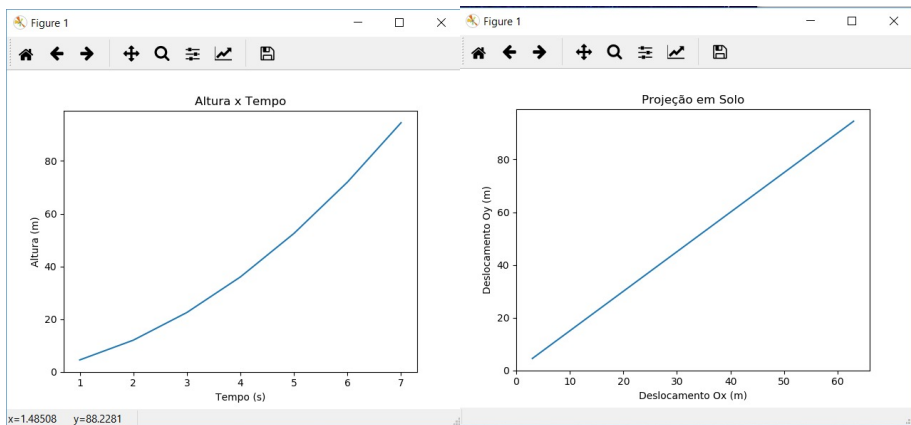 Figure 1
Altura x Tempo
80
60
40
20
0
Altura (m)
1 2 3 4 5 6 7
Tempo (s)
x=1.48508 y=88.2281
Figure 1
Projeção em Solo
80
60
40
20
0
Deslocamento Oy (m)
0 10 20 30 40 50 60
Deslocamento Ox (m)